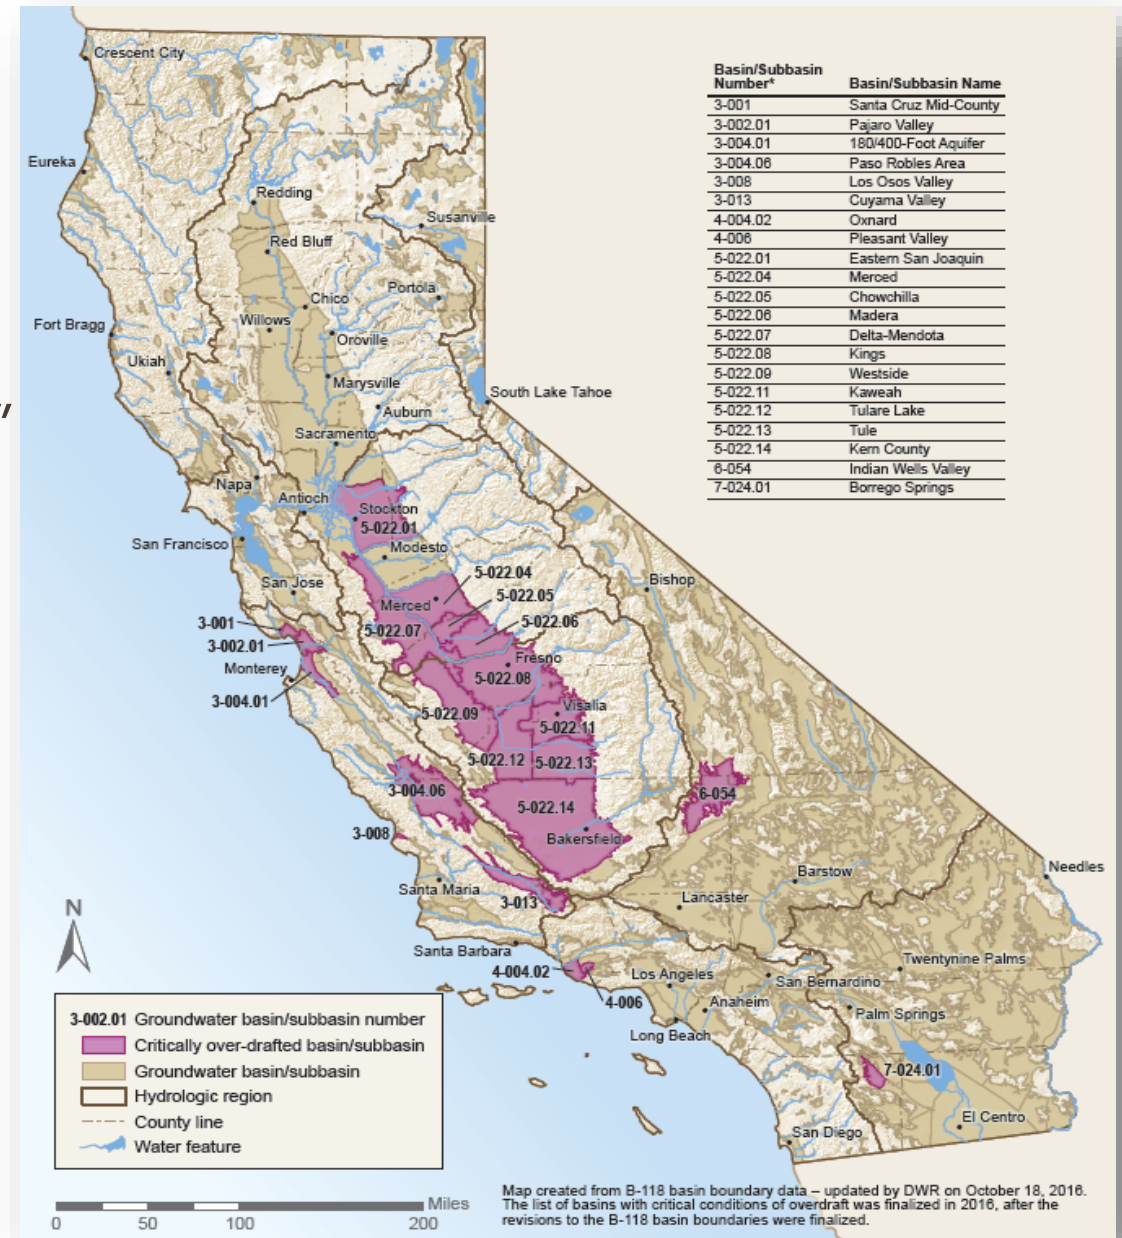 "
Crescent City
Eureka
Redding
Susanville
Red Bluff
Portola
Chico
Willows
Fort Bragg
Oroville
Ukiah
Marysville
South Lake Tahoe
Auburn
Sacramento
Napa
Antioch
Stockton
5-022.01
San Francisco
Modesto
5-022.04
San Jose
Bishop
5-022.05
Merced
3-001
5-022.06
5-022.07
3-002.01
Fresno
Monterey
5-022.08
3-004.01
Visalia
5-022.09
5-022.11
5-022.12
5-022.13
3-004.06
6-054
5-022.14
3-008
Bakersfield
Needles
Barstow
Santa Maria
Lancaster
3-013
Santa Barbara
Twentynine Palms
4-004.02
Los Angeles
San Bernardino
4-006
Anaheim
Palm Springs
Long Beach
7-024.01
El Centro
San Diego
Basin/Subbasin
Number* Basin/Subbasin Name
3-001 Santa Cruz Mid-County
3-002.01 Pajaro Valley
3-004.01 180/400-Foot Aquifer
3-004.06 Paso Robles Area
3-008 Los Osos Valley
3-013 Cuyama Valley
4-004.02 Oxnard
4-006 Pleasant Valley
5-022.01 Eastern San Joaquin
5-022.04 Merced
5-022.05 Chowchilla
5-022.06 Madera
5-022.07 Delta-Mendota
5-022.08 Kings
5-022.09 Westside
5-022.11 Kaweah
5-022.12 Tulare Lake
5-022.13 Tule
5-022.14 Kern County
6-054 Indian Wells Valley
7-024.01 Borrego Springs
N
3-002.01 Groundwater basin/subbasin number
Critically over-drafted basin/subbasin
Groundwater basin/subbasin
Hydrologic region
County line
Water feature
Miles
0 50 100 200
Map created from B-118 basin boundary data – updated by DWR on October 18, 2016.
The list of basins with critical conditions of overdraft was finalized in 2016, after the
revisions to the B-118 basin boundaries were finalized.